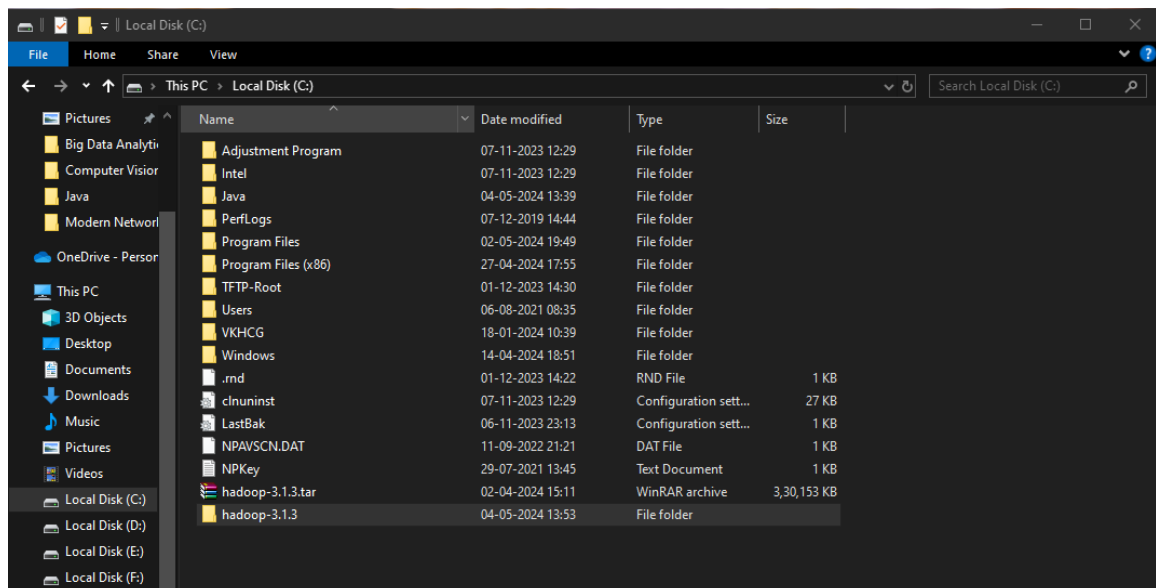 Local Disk (C:)
File Home Share View
This PC > Local Disk (C:)
Search Local Disk (C:)
Pictures
Big Data Analyti
Computer Vision
Java
Modern Networl
OneDrive - Person
This PC
3D Objects
Desktop
Documents
Downloads
Music
Pictures
Videos
Local Disk (C:)
Local Disk (D:)
Local Disk (E:)
Local Disk (F:)
Name Date modified Type Size
Adjustment Program 07-11-2023 12:29 File folder
Intel 07-11-2023 12:29 File folder
Java 04-05-2024 13:39 File folder
PerfLogs 07-12-2019 14:44 File folder
Program Files 02-05-2024 19:49 File folder
Program Files (x86) 27-04-2024 17:55 File folder
TFTP-Root 01-12-2023 14:30 File folder
Users 06-08-2021 08:35 File folder
VKHCG 18-01-2024 10:39 File folder
Windows 14-04-2024 18:51 File folder
.rnd 01-12-2023 14:22 RND File 1 KB
clnuninst 07-11-2023 12:29 Configuration sett... 27 KB
LastBak 06-11-2023 23:13 Configuration sett... 1 KB
NPAVSCN.DAT 11-09-2022 21:21 DAT File 1 KB
NPKey 29-07-2021 13:45 Text Document 1 KB
hadoop-3.1.3.tar 02-04-2024 15:11 WinRAR archive 3,30,153 KB
hadoop-3.1.3 04-05-2024 13:53 File folder